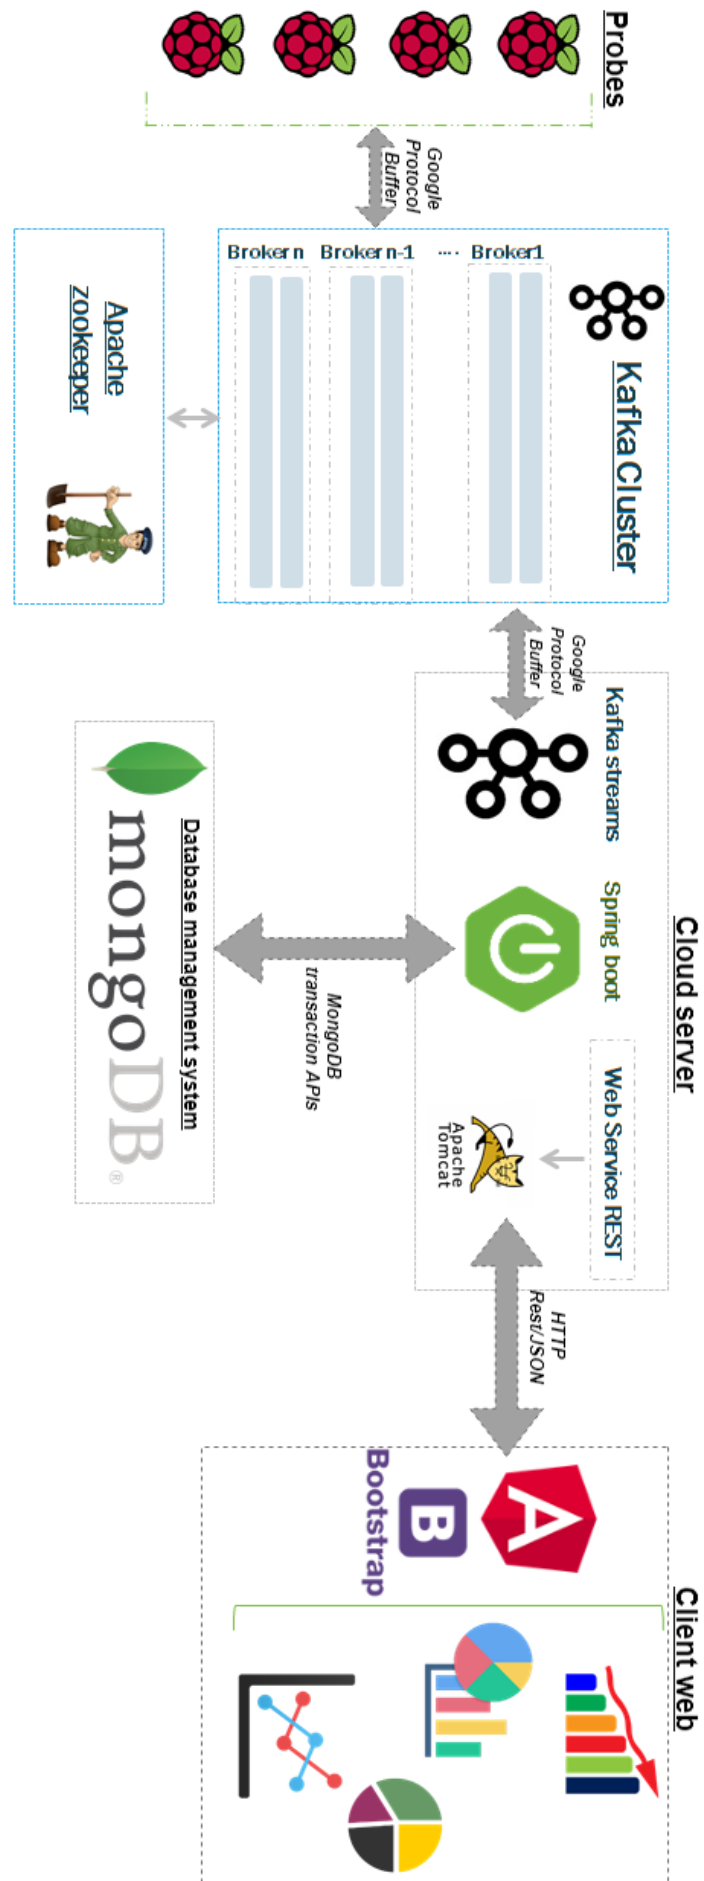 Probes
Google
Protocol
Buffer
Kafka Cluster
Broker n
Broker n-1
....
Broker 1
Apache
zookeeper
Google
Protocol
Buffer
Cloud server
Kafka streams
Spring boot
Web Service REST
Apache
Tomcat
MongoDB
transaction APIs
Database management system
mongoDB®
HTTP
Rest/JSON
Client web
A
B
Bootstrap